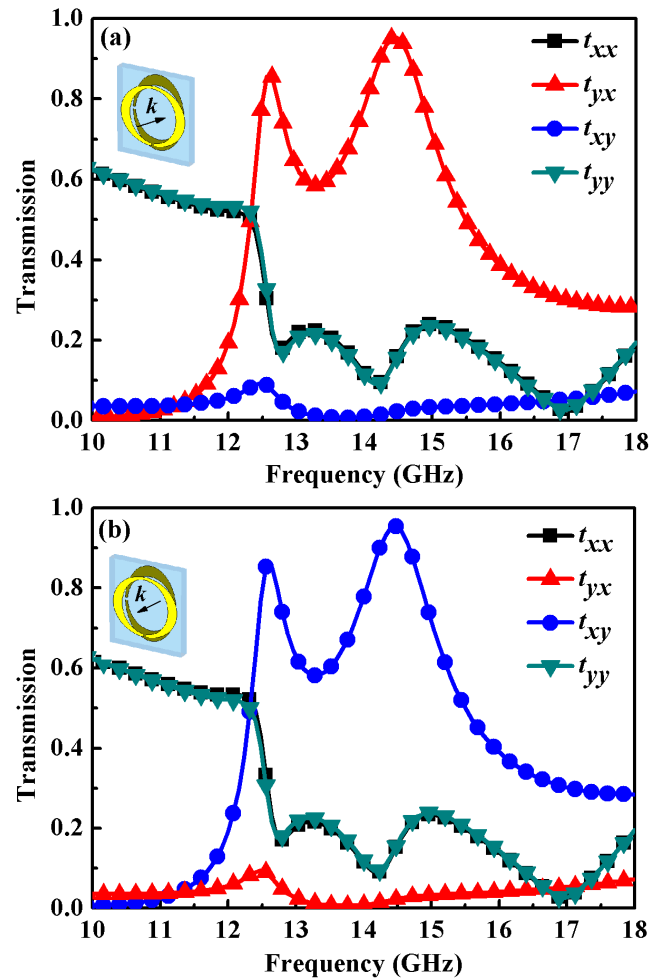 (a)
k
t_xx
t_yx
t_xy
t_yy
Transmission
1.0
0.8
0.6
0.4
0.2
0.0
10 11 12 13 14 15 16 17 18
Frequency (GHz)
(b)
k
t_xx
t_yx
t_xy
t_yy
Transmission
1.0
0.8
0.6
0.4
0.2
0.0
10 11 12 13 14 15 16 17 18
Frequency (GHz)